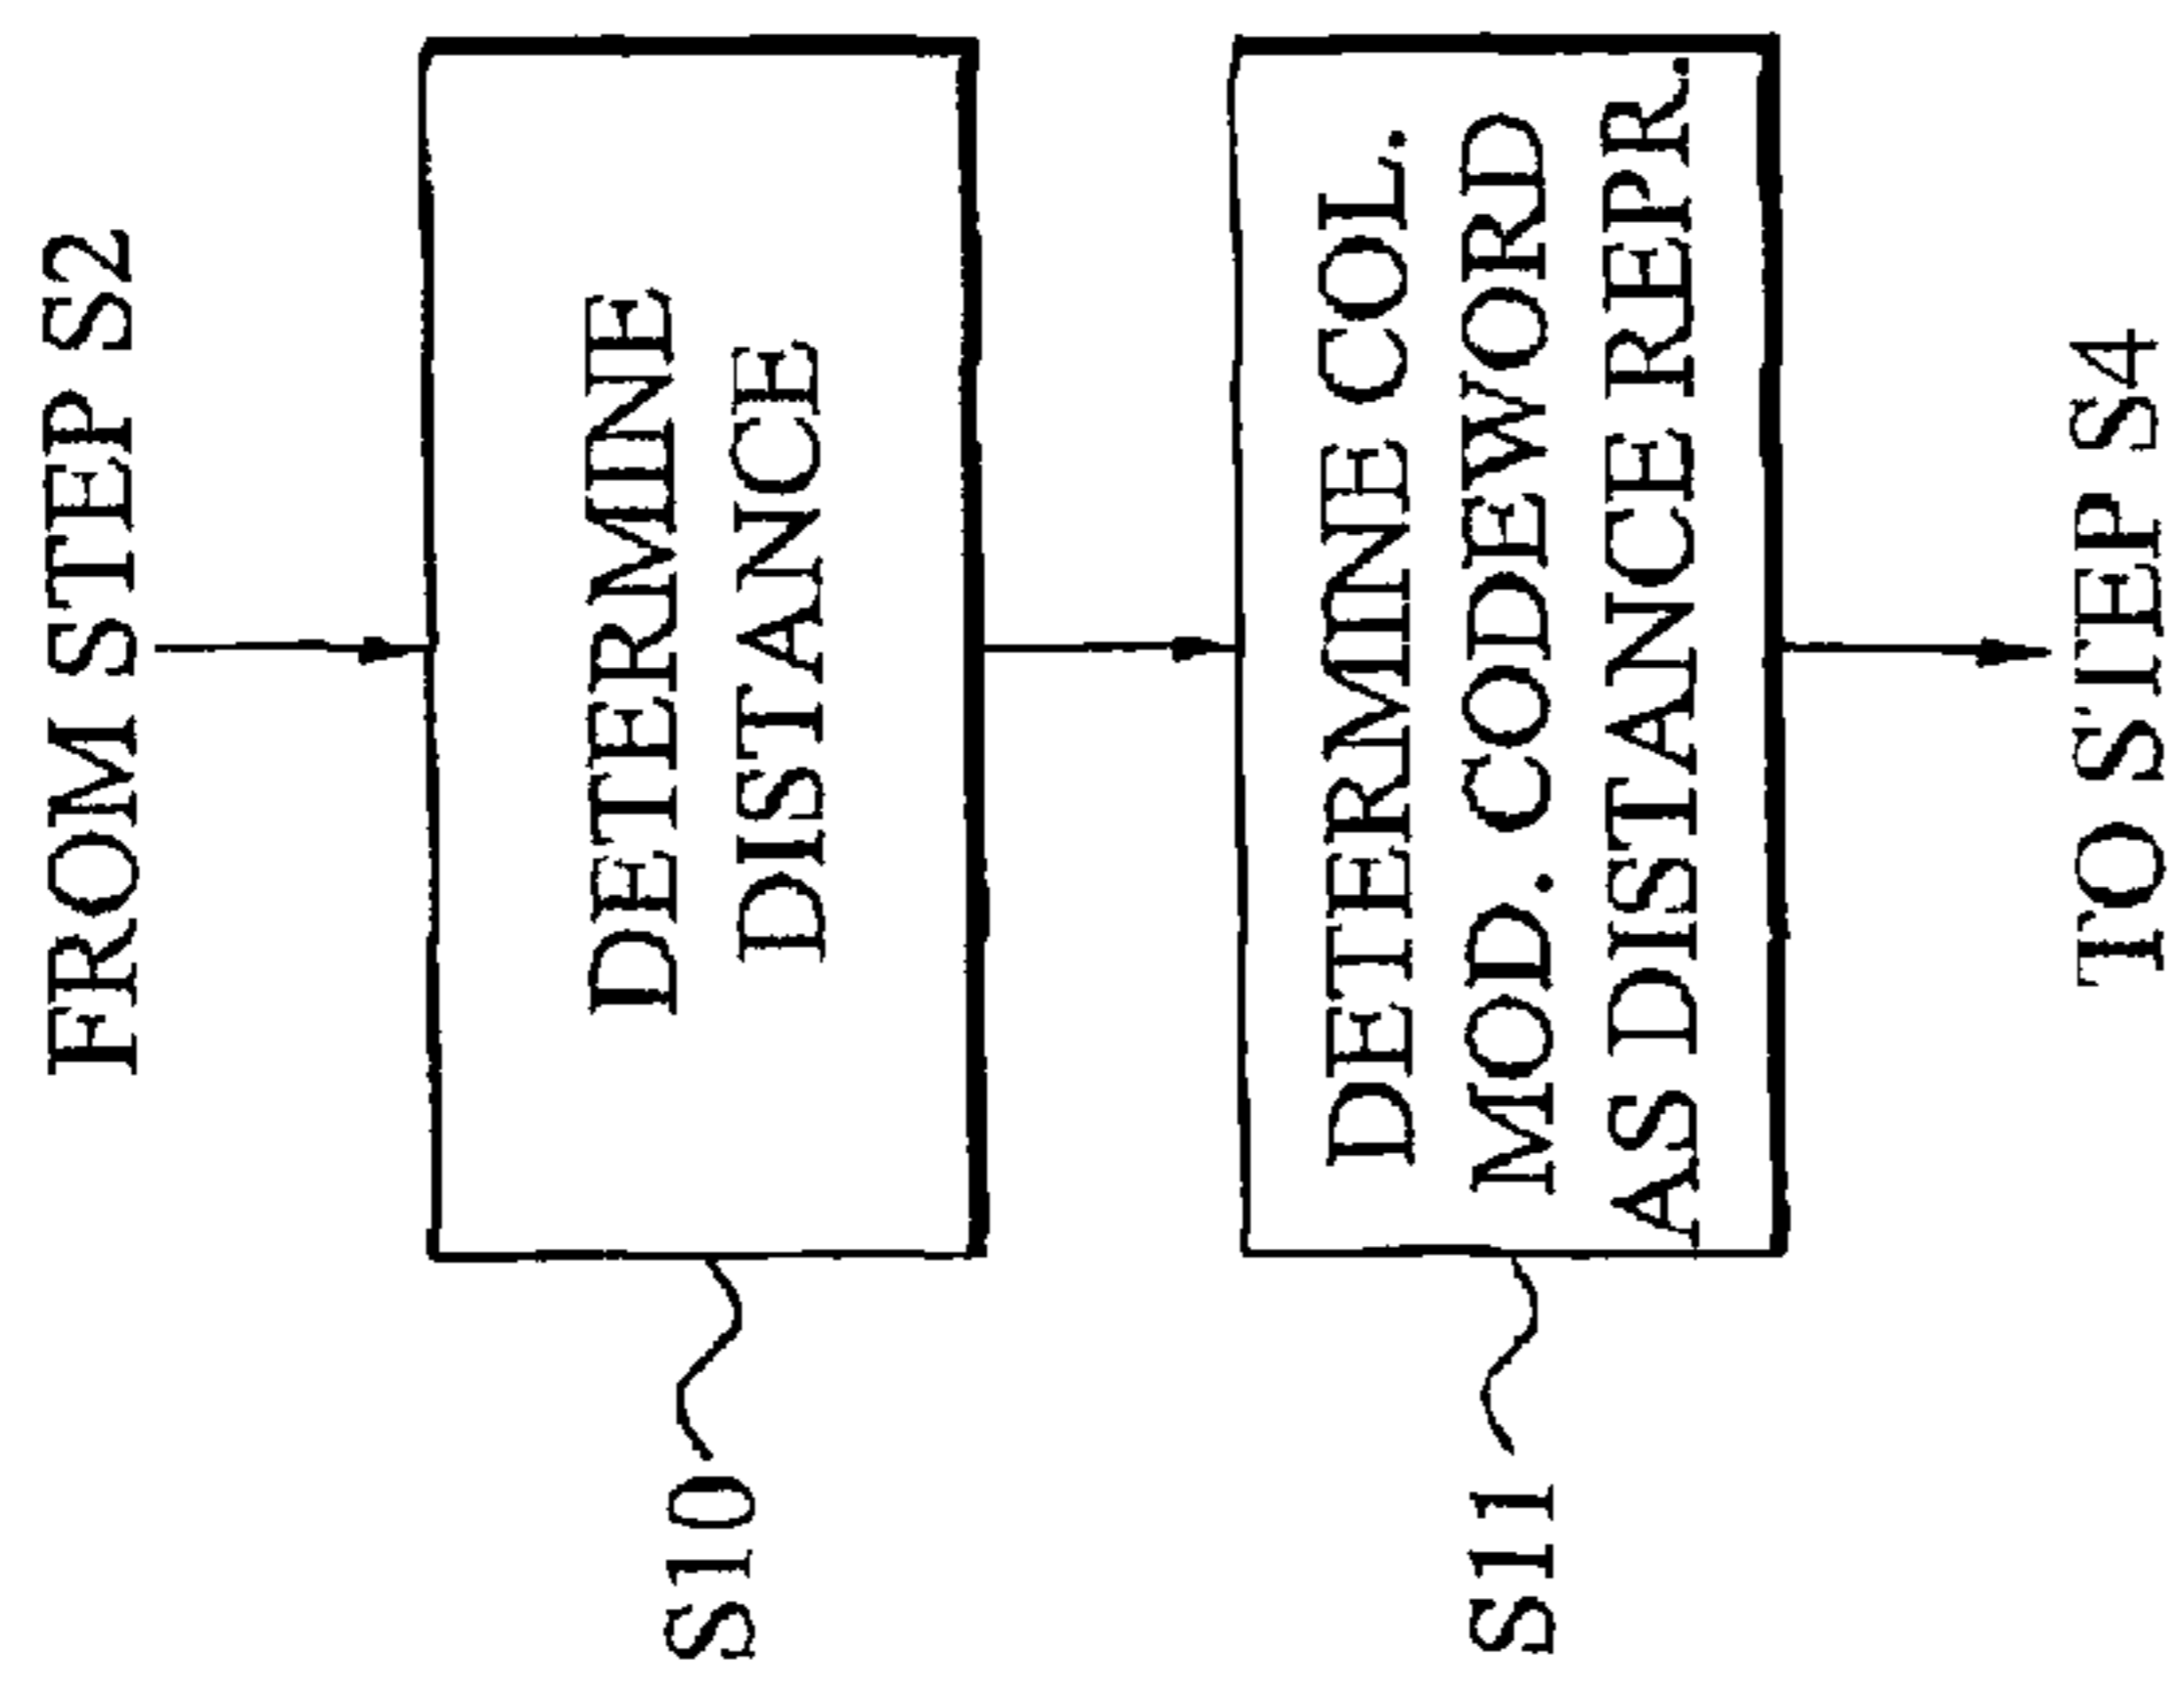 FROM STEP S2
DETERMINE
DISTANCE
S10
DETERMINE COL.
MOD. CODEWORD
AS DISTANCE REPR.
S11
TO STEP S4